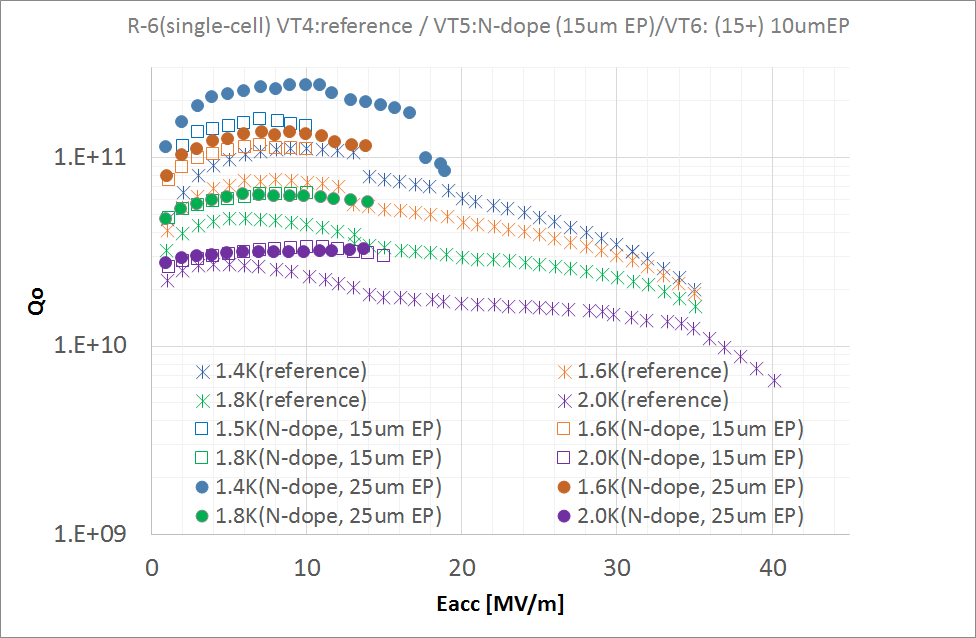 R-6(single-cell) VT4:reference / VT5:N-dope (15um EP)/VT6: (15+) 10umEP
1.E+11
Qo
1.E+10
1.4K(reference) 1.6K(reference)
1.8K(reference) 2.0K(reference)
1.5K(N-dope, 15um EP) 1.6K(N-dope, 15um EP)
1.8K(N-dope, 15um EP) 2.0K(N-dope, 15um EP)
1.4K(N-dope, 25um EP) 1.6K(N-dope, 25um EP)
1.8K(N-dope, 25um EP) 2.0K(N-dope, 25um EP)
1.E+09
0 10 20 30 40
Eacc [MV/m]